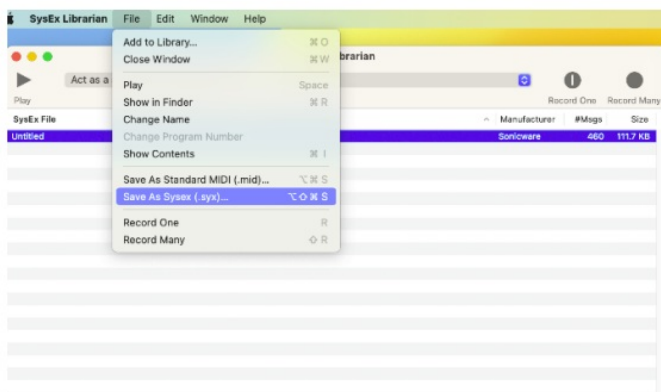 SysEx Librarian File Edit Window Help
Add to Library... ⌘ O
Close Window ⌘ W
brarian
Play Space
Act as a
Show in Finder ⌘ R
Play
Record One Record Many
Change Name
SysEx File
Manufacturer #Msgs Size
Change Program Number
Untitled
Sonicware 460 111.7 KB
Show Contents ⌘ I
Save As Standard MIDI (.mid)... ⌥ ⌘ S
Save As Sysex (.syx)... ⌥ ⇧ ⌘ S
Record One R
Record Many ⇧ R